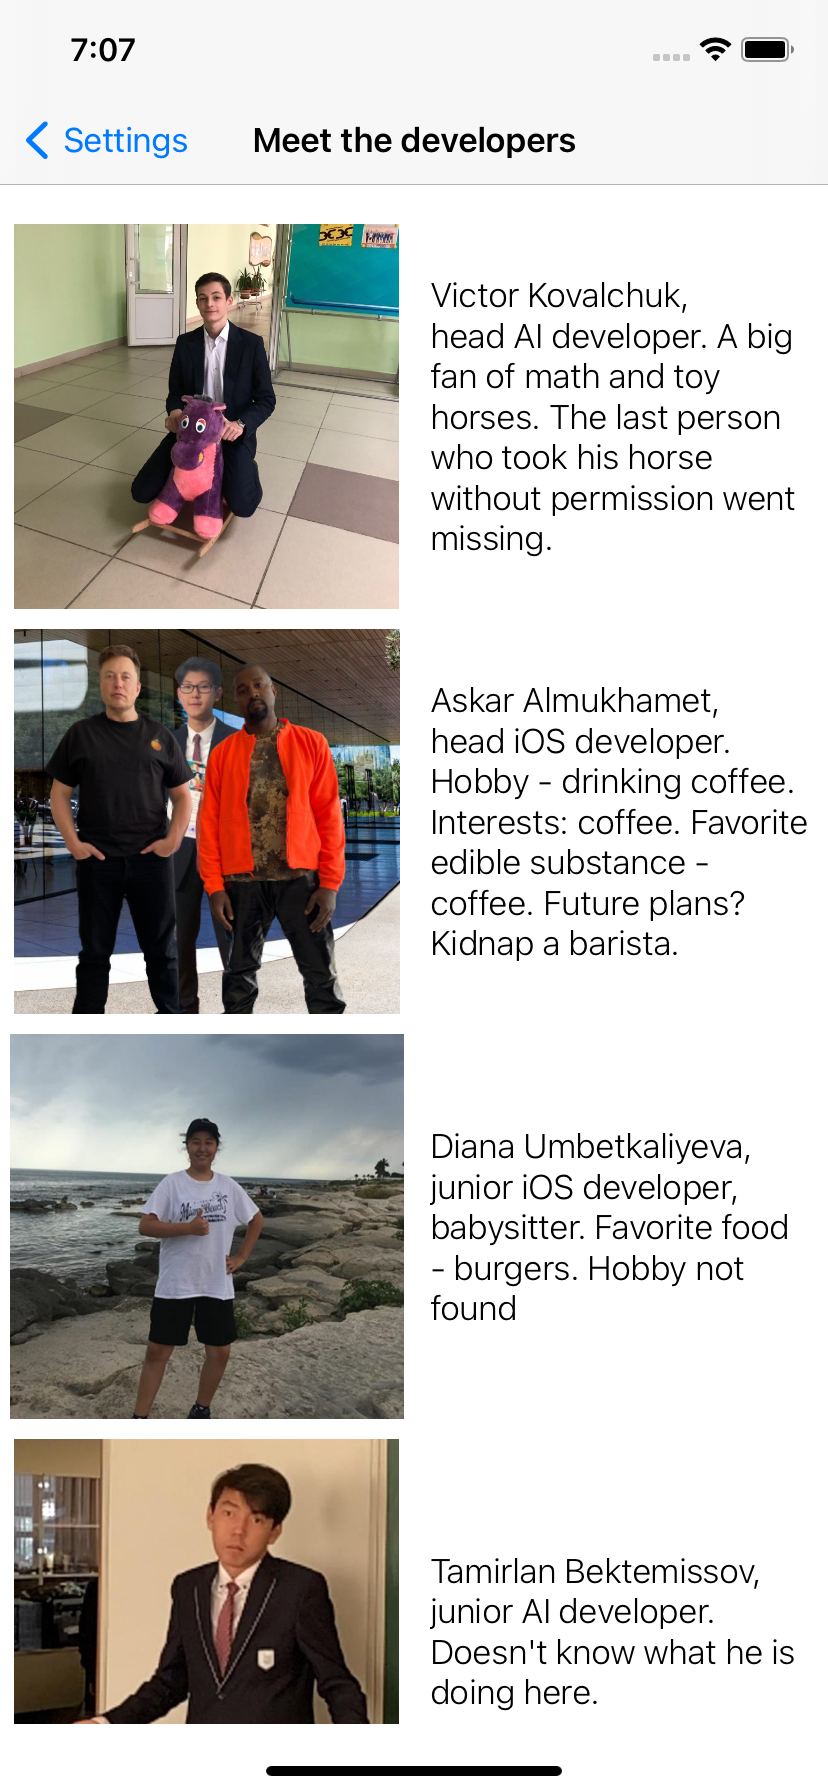 7:07
Settings
Meet the developers
Victor Kovalchuk,
head AI developer. A big
fan of math and toy
horses. The last person
who took his horse
without permission went
missing.
Askar Almukhamet,
head iOS developer.
Hobby - drinking coffee.
Interests: coffee. Favorite
edible substance -
coffee. Future plans?
Kidnap a barista.
Miami Beach
Diana Umbetkaliyeva,
junior iOS developer,
babysitter. Favorite food
- burgers. Hobby not
found
Tamirlan Bektemissov,
junior AI developer.
Doesn't know what he is
doing here.